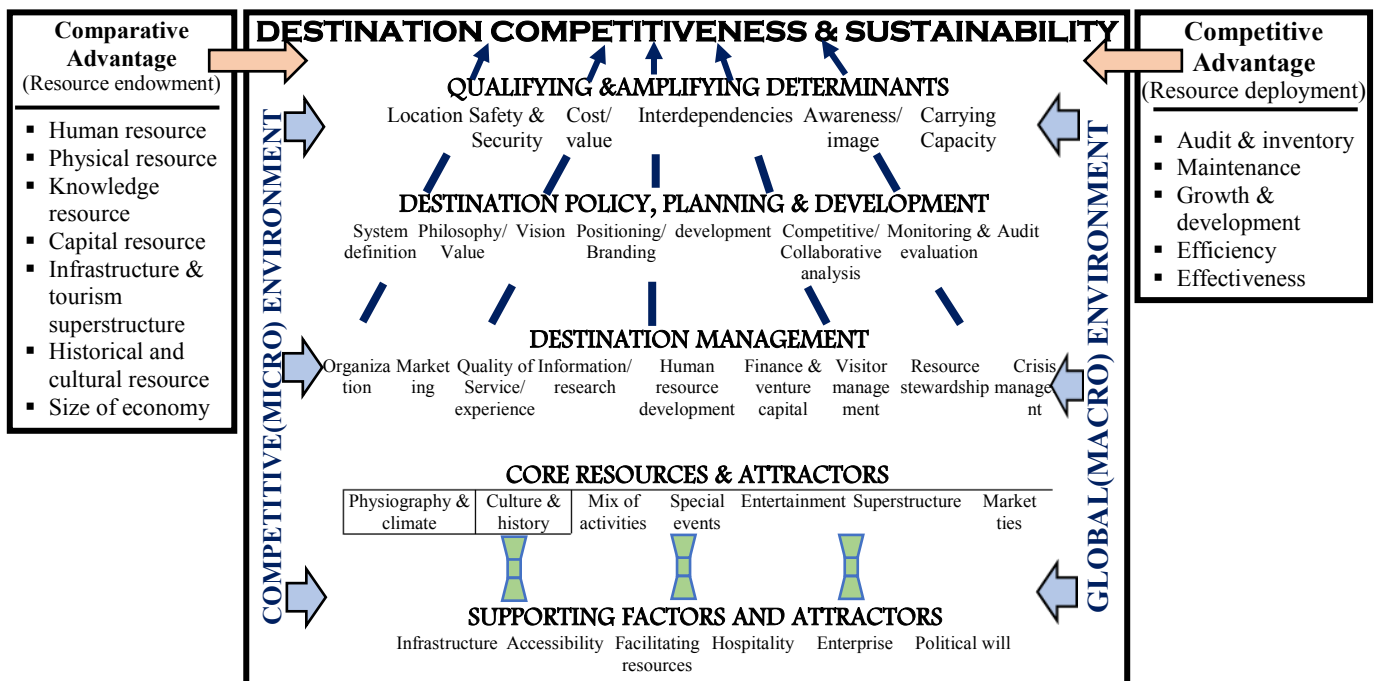 Comparative
Advantage
(Resource endowment)
▪ Human resource
▪ Physical resource
▪ Knowledge
resource
▪ Capital resource
▪ Infrastructure &
tourism
superstructure
▪ Historical and
cultural resource
▪ Size of economy
COMPETITIVE(MICRO) ENVIRONMENT
DESTINATION COMPETITIVENESS & SUSTAINABILITY
QUALIFYING &AMPLIFYING DETERMINANTS
Location Safety & Cost/ Interdependencies Awareness/ Carrying
Security value image Capacity
DESTINATION POLICY, PLANNING & DEVELOPMENT
System Philosophy/ Vision Positioning/ development Competitive/ Monitoring & Audit
definition Value Branding Collaborative evaluation
analysis
DESTINATION MANAGEMENT
Organiza Market Quality of Information/ Human Finance & Visitor Resource Crisis
tion ing Service/ research resource venture manage stewardship manageme
experience development capital ment nt
CORE RESOURCES & ATTRACTORS
Physiography & Culture & Mix of Special Entertainment Superstructure Market
climate history activities events ties
SUPPORTING FACTORS AND ATTRACTORS
Infrastructure Accessibility Facilitating Hospitality Enterprise Political will
resources
GLOBAL(MACRO) ENVIRONMENT
Competitive
Advantage
(Resource deployment)
▪ Audit & inventory
▪ Maintenance
▪ Growth &
development
▪ Efficiency
▪ Effectiveness